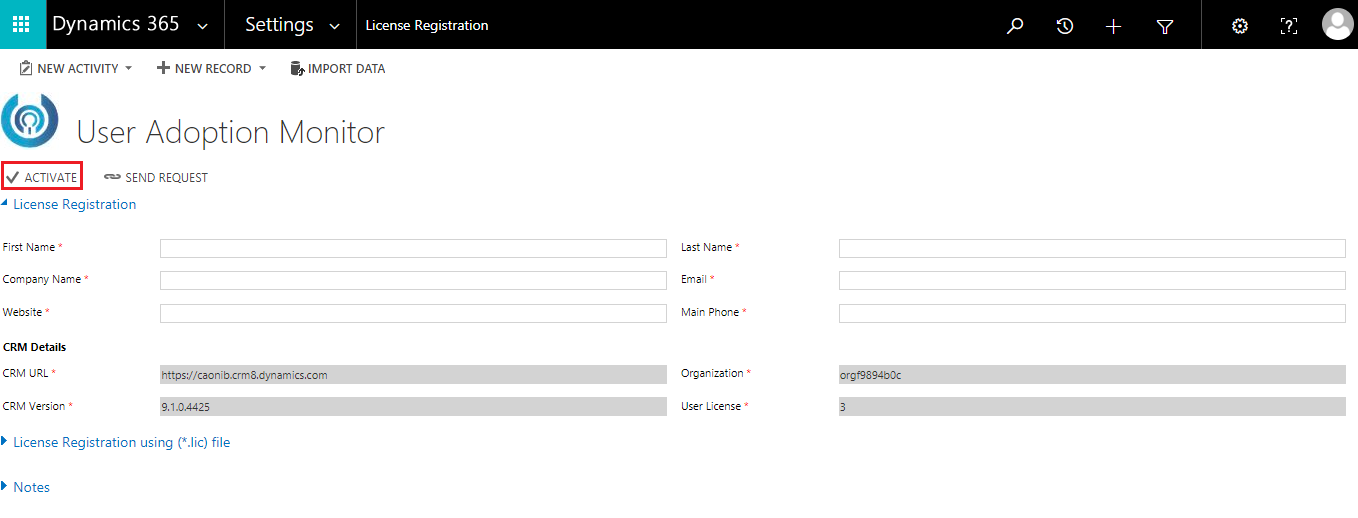 Dynamics 365 Settings License Registration
NEW ACTIVITY NEW RECORD IMPORT DATA
User Adoption Monitor
ACTIVATE SEND REQUEST
License Registration
First Name * Last Name *
Company Name * Email *
Website * Main Phone *
CRM Details
CRM URL * https://caonib.crm8.dynamics.com Organization * orgf9894b0c
CRM Version * 9.1.0.4425 User License * 3
License Registration using (*.lic) file
Notes